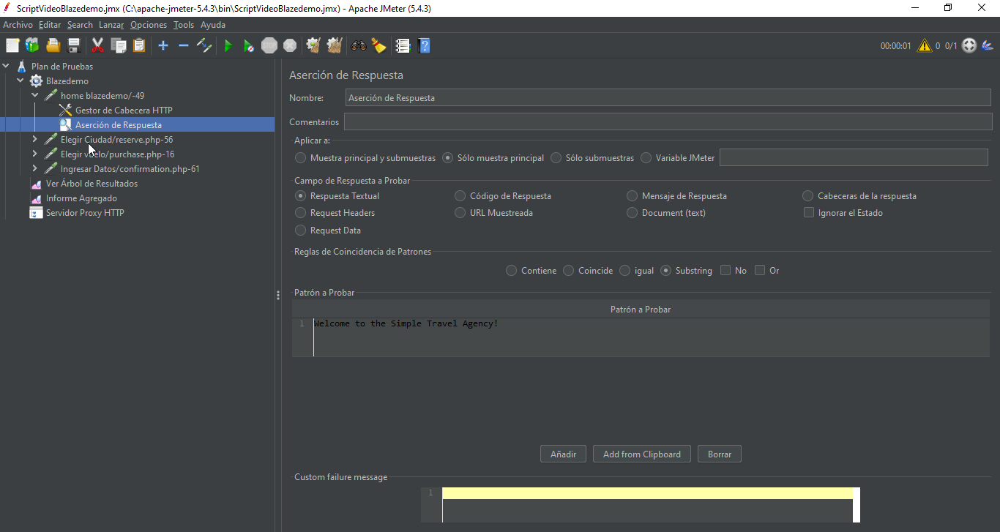 ScriptVideoBlazedemo.jmx (C:\apache-jmeter-5.4.3\bin\ScriptVideoBlazedemo.jmx) - Apache JMeter (5.4.3)
Archivo Editar Search Lanzar Opciones Tools Ayuda
STOP 00:00:01 0 0/1
Plan de Pruebas
Blazedemo
home blazedemo/-49
Gestor de Cabecera HTTP
Aserción de Respuesta
Elegir Ciudad/reserve.php-56
Elegir /purchase.php-16
Ingresar Datos/confirmation.php-61
Ver Árbol de Resultados
Informe Agregado
Servidor Proxy HTTP
Aserción de Respuesta
Nombre: Aserción de Respuesta
Comentarios
Aplicar a:
Muestra principal y submuestras Sólo muestra principal Sólo submuestras Variable JMeter
Campo de Respuesta a Probar
Respuesta Textual Código de Respuesta Mensaje de Respuesta Cabeceras de la respuesta
Request Headers URL Muestreada Document (text) Ignorar el Estado
Request Data
Reglas de Coincidencia de Patrones
Contiene Coincide igual Substring No Or
Patrón a Probar
Patrón a Probar
1 Welcome to the Simple Travel Agency!
Añadir Add from Clipboard Borrar
Custom failure message
1